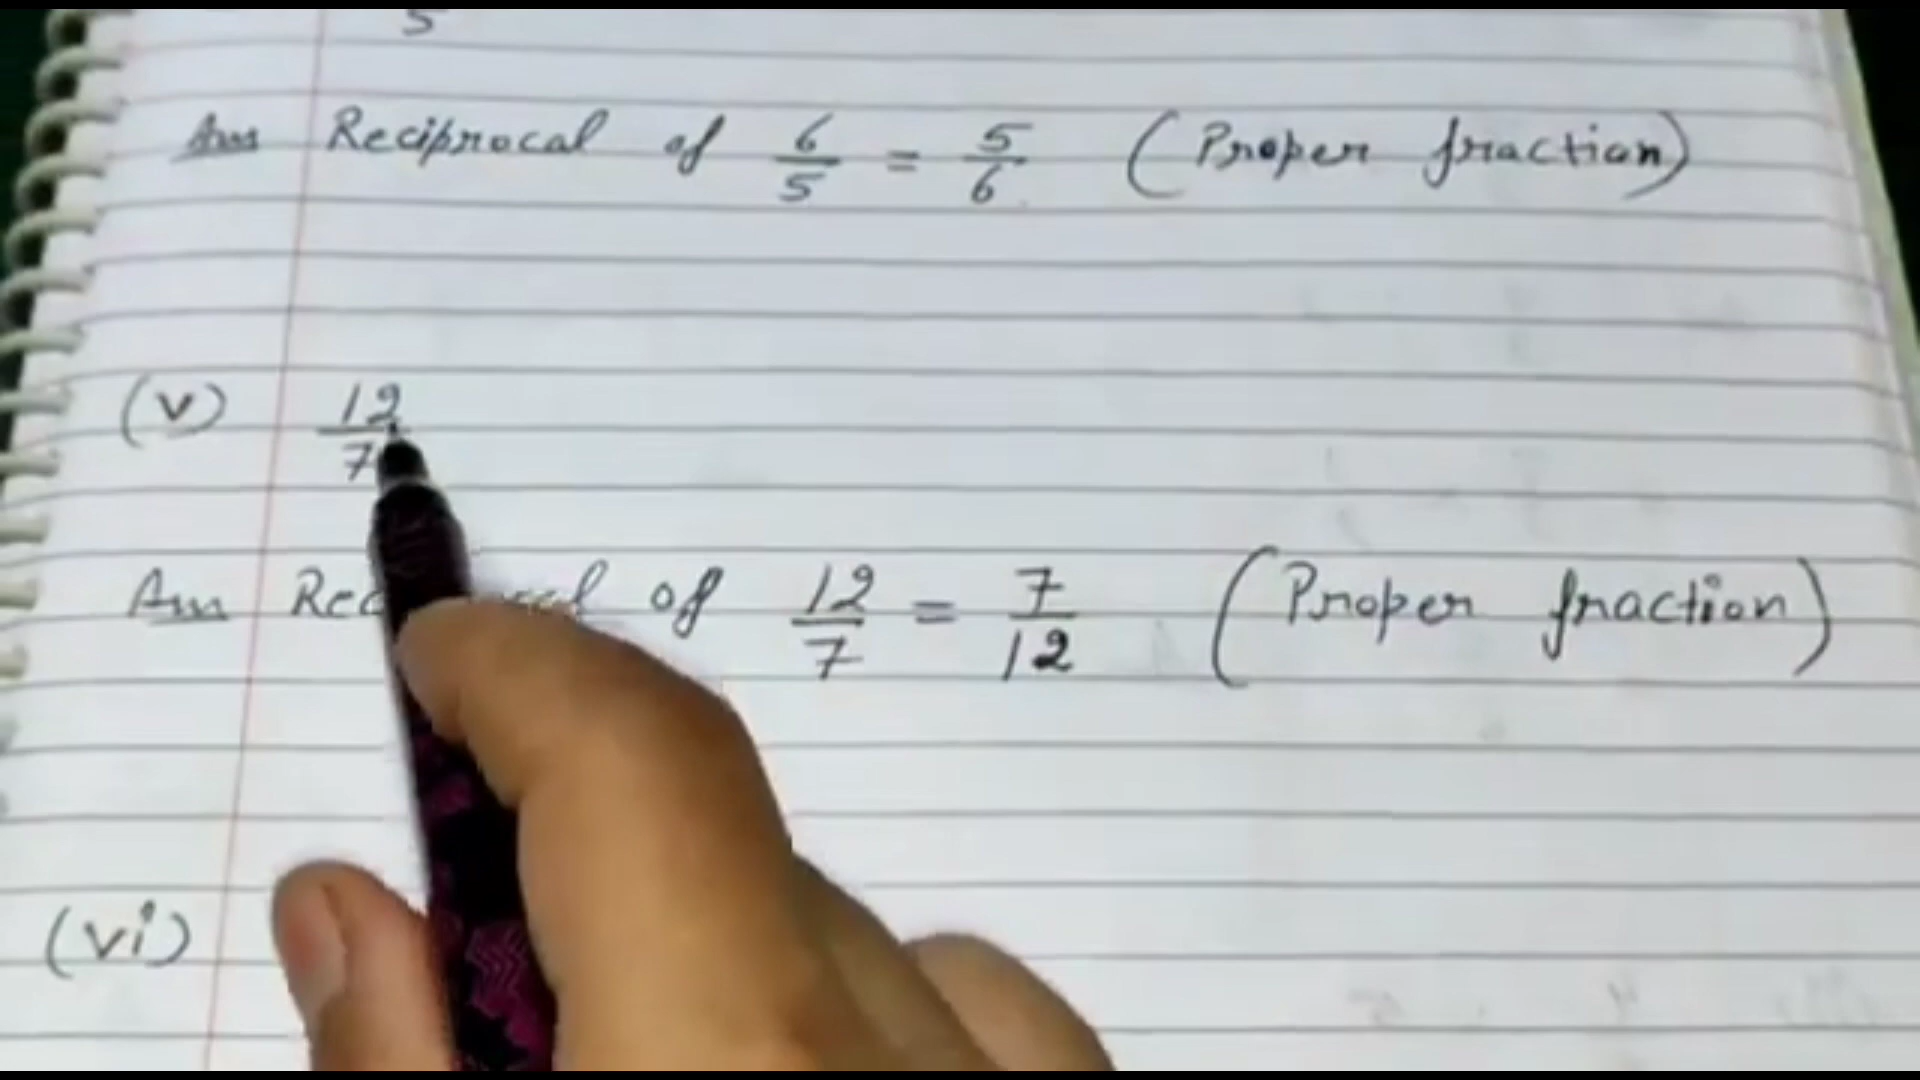 5
Ans Reciprocal of 6/5 = 5/6 (Proper fraction)
(v) 12/7
Ans of 12/7 = 7/12 (Proper fraction)
(vi)